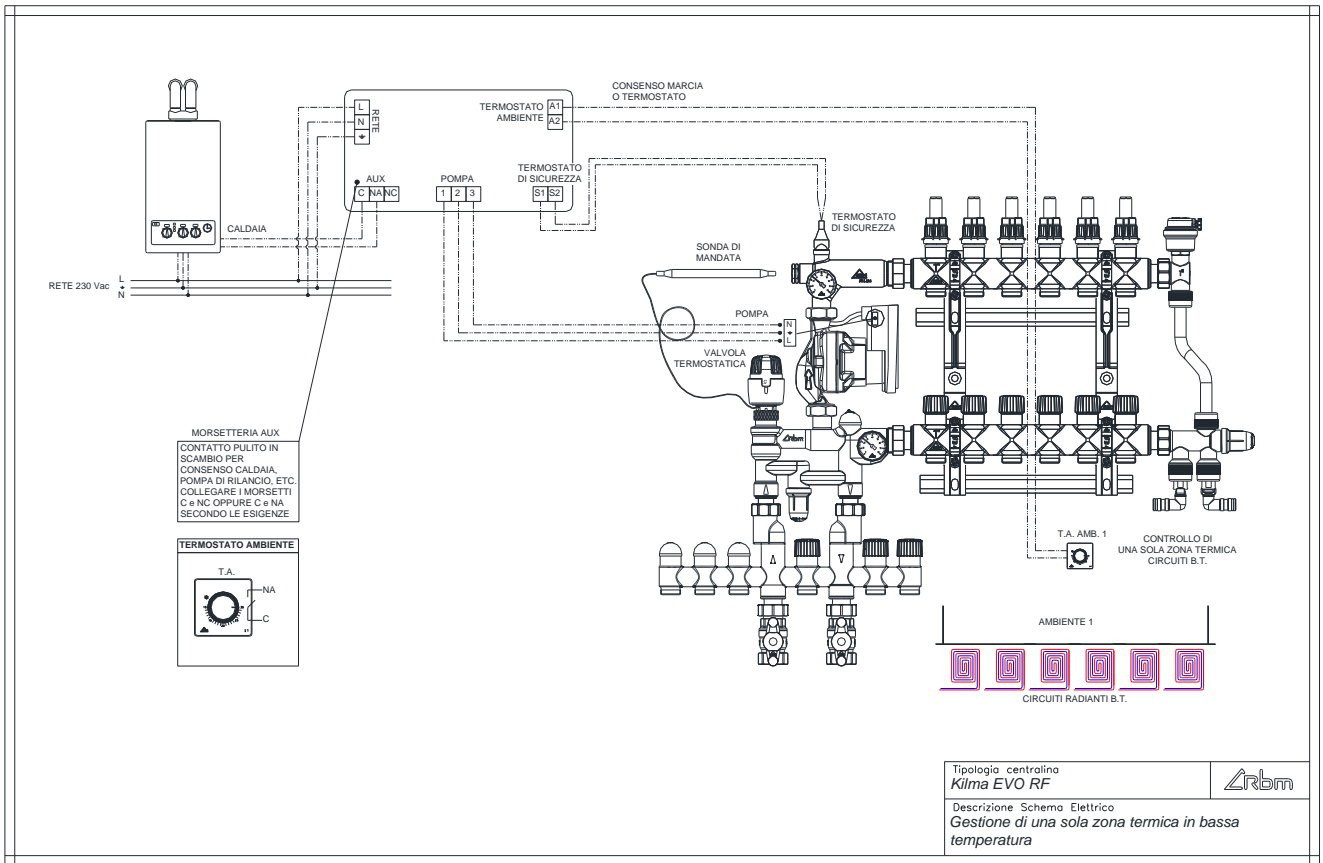 CONSENSO MARCIA
O TERMOSTATO
L
N
RETE
TERMOSTATO
AMBIENTE
A1
A2
TERMOSTATO
DI SICUREZZA
AUX
C NA NC
POMPA
1 2 3
S1 S2
CALDAIA
RETE 230 Vac
L
N
TERMOSTATO
DI SICUREZZA
SONDA DI
MANDATA
POMPA
N
L
VALVOLA
TERMOSTATICA
rbm
rbm
MORSETTERIA AUX
CONTATTO PULITO IN
SCAMBIO PER
CONSENSO CALDAIA,
POMPA DI RILANCIO, ETC.
COLLEGARE I MORSETTI
C e NC OPPURE C e NA
SECONDO LE ESIGENZE
TERMOSTATO AMBIENTE
T.A.
NA
C
T.A. AMB. 1
CONTROLLO DI
UNA SOLA ZONA TERMICA
CIRCUITI B.T.
AMBIENTE 1
CIRCUITI RADIANTI B.T.
Tipologia centralina
Kilma EVO RF
rbm
Descrizione Schema Elettrico
Gestione di una sola zona termica in bassa
temperatura